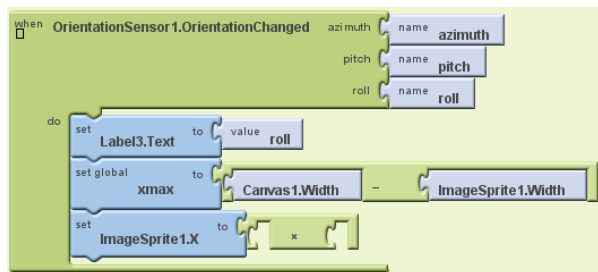 when OrientationSensor1.OrientationChanged azimuth name azimuth
pitch name pitch
roll name roll
do
set Label3.Text to value roll
set global xmax to Canvas1.Width - ImageSprite1.Width
set ImageSprite1.X to ×